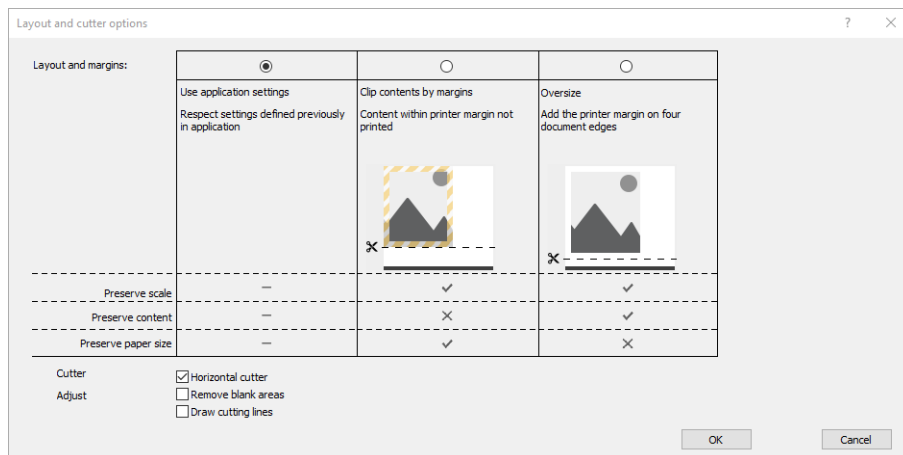 Layout and cutter options
Layout and margins:
Use application settings
Respect settings defined previously
in application
Clip contents by margins
Content within printer margin not
printed
Oversize
Add the printer margin on four
document edges
Preserve scale
Preserve content
Preserve paper size
Cutter
Horizontal cutter
Adjust
Remove blank areas
Draw cutting lines
OK
Cancel